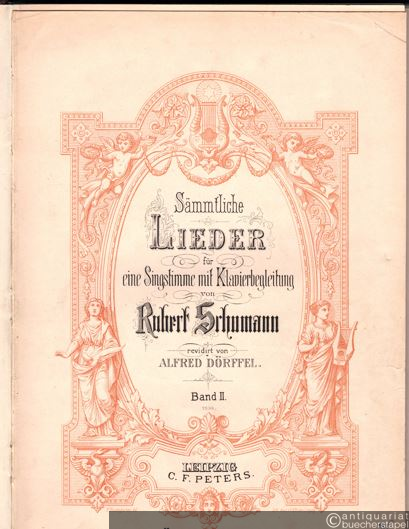 Sämmtliche
LIEDER
für
eine Singstimme mit Klavierbegleitung
von
Robert Schumann
revidirt von
ALFRED DÖRFFEL.
Band II.
LEIPZIG
C. F. PETERS.
antiquariat
buecherstapel